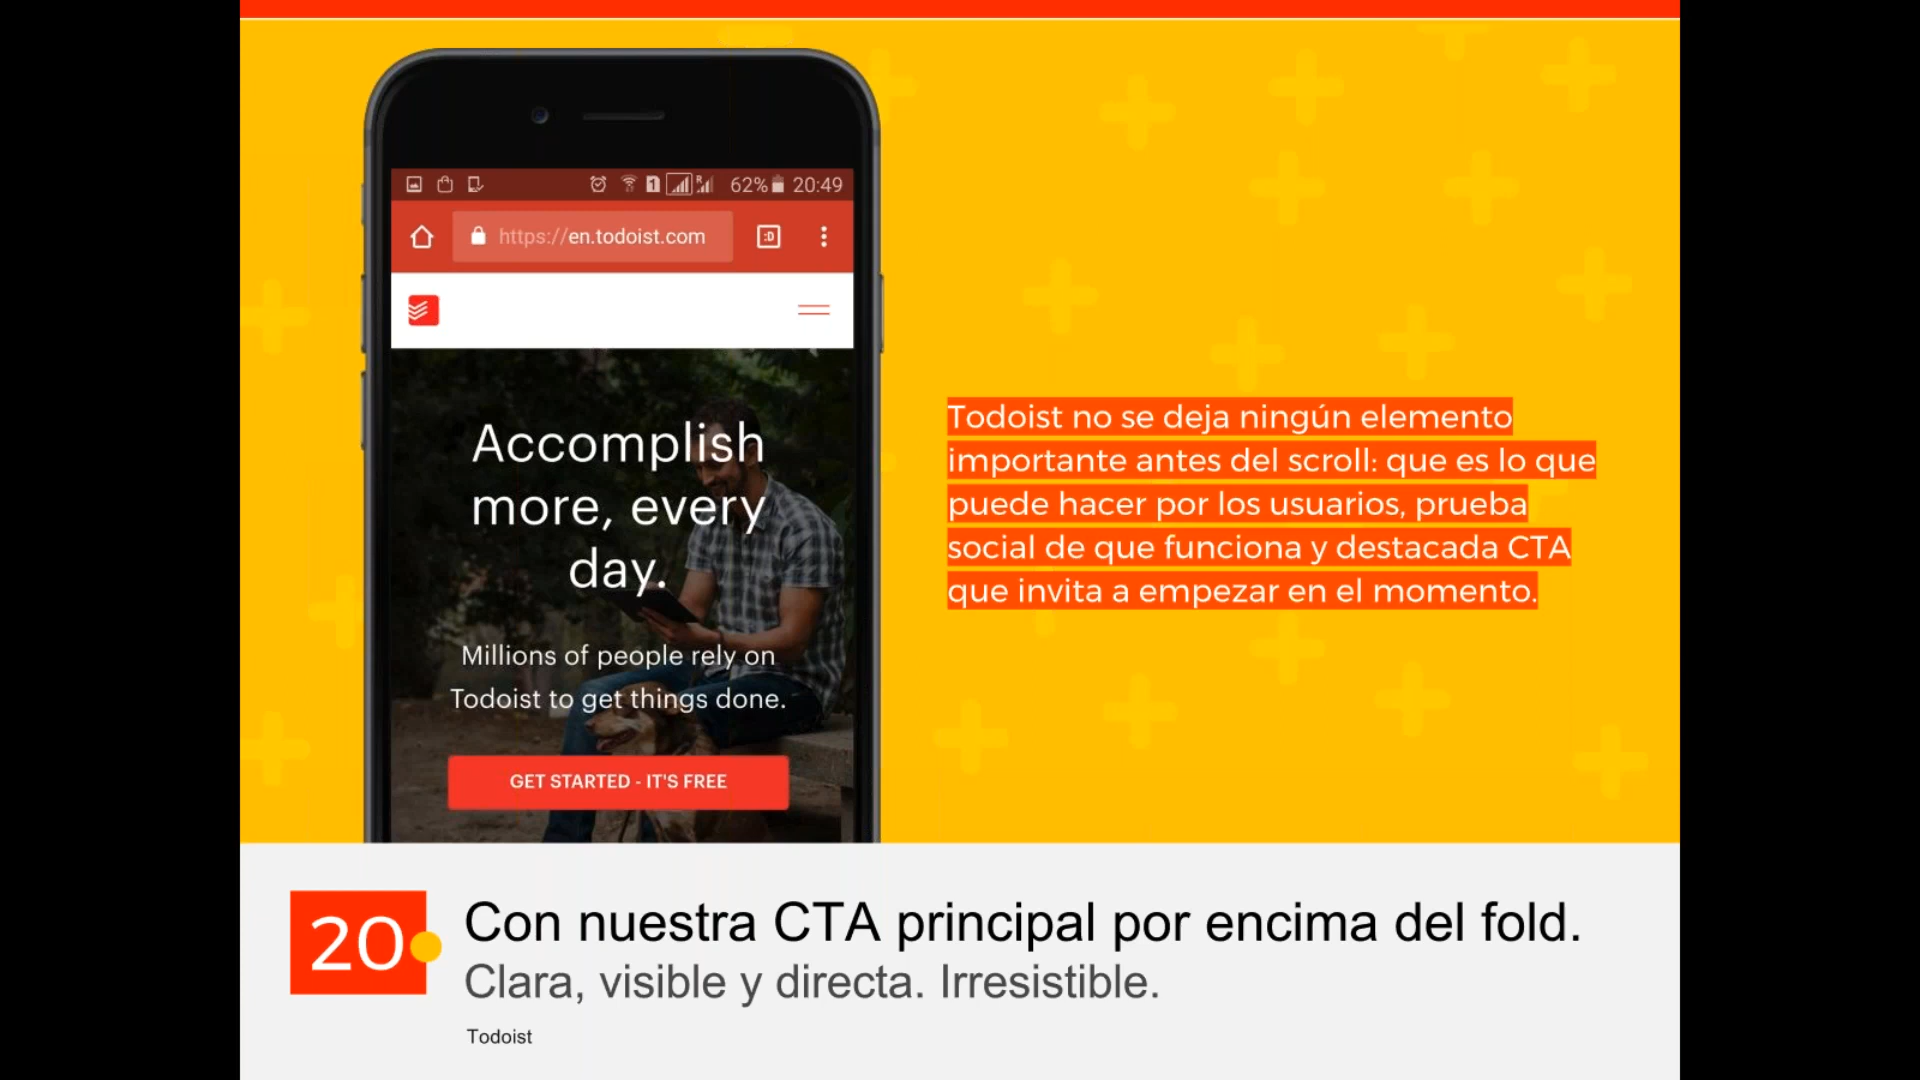 62% 20:49
https://en.todoist.com
:D
Accomplish
more, every
day.
Millions of people rely on
Todoist to get things done.
GET STARTED - IT'S FREE
Todoist no se deja ningún elemento
importante antes del scroll: que es lo que
puede hacer por los usuarios, prueba
social de que funciona y destacada CTA
que invita a empezar en el momento.
20
Con nuestra CTA principal por encima del fold.
Clara, visible y directa. Irresistible.
Todoist